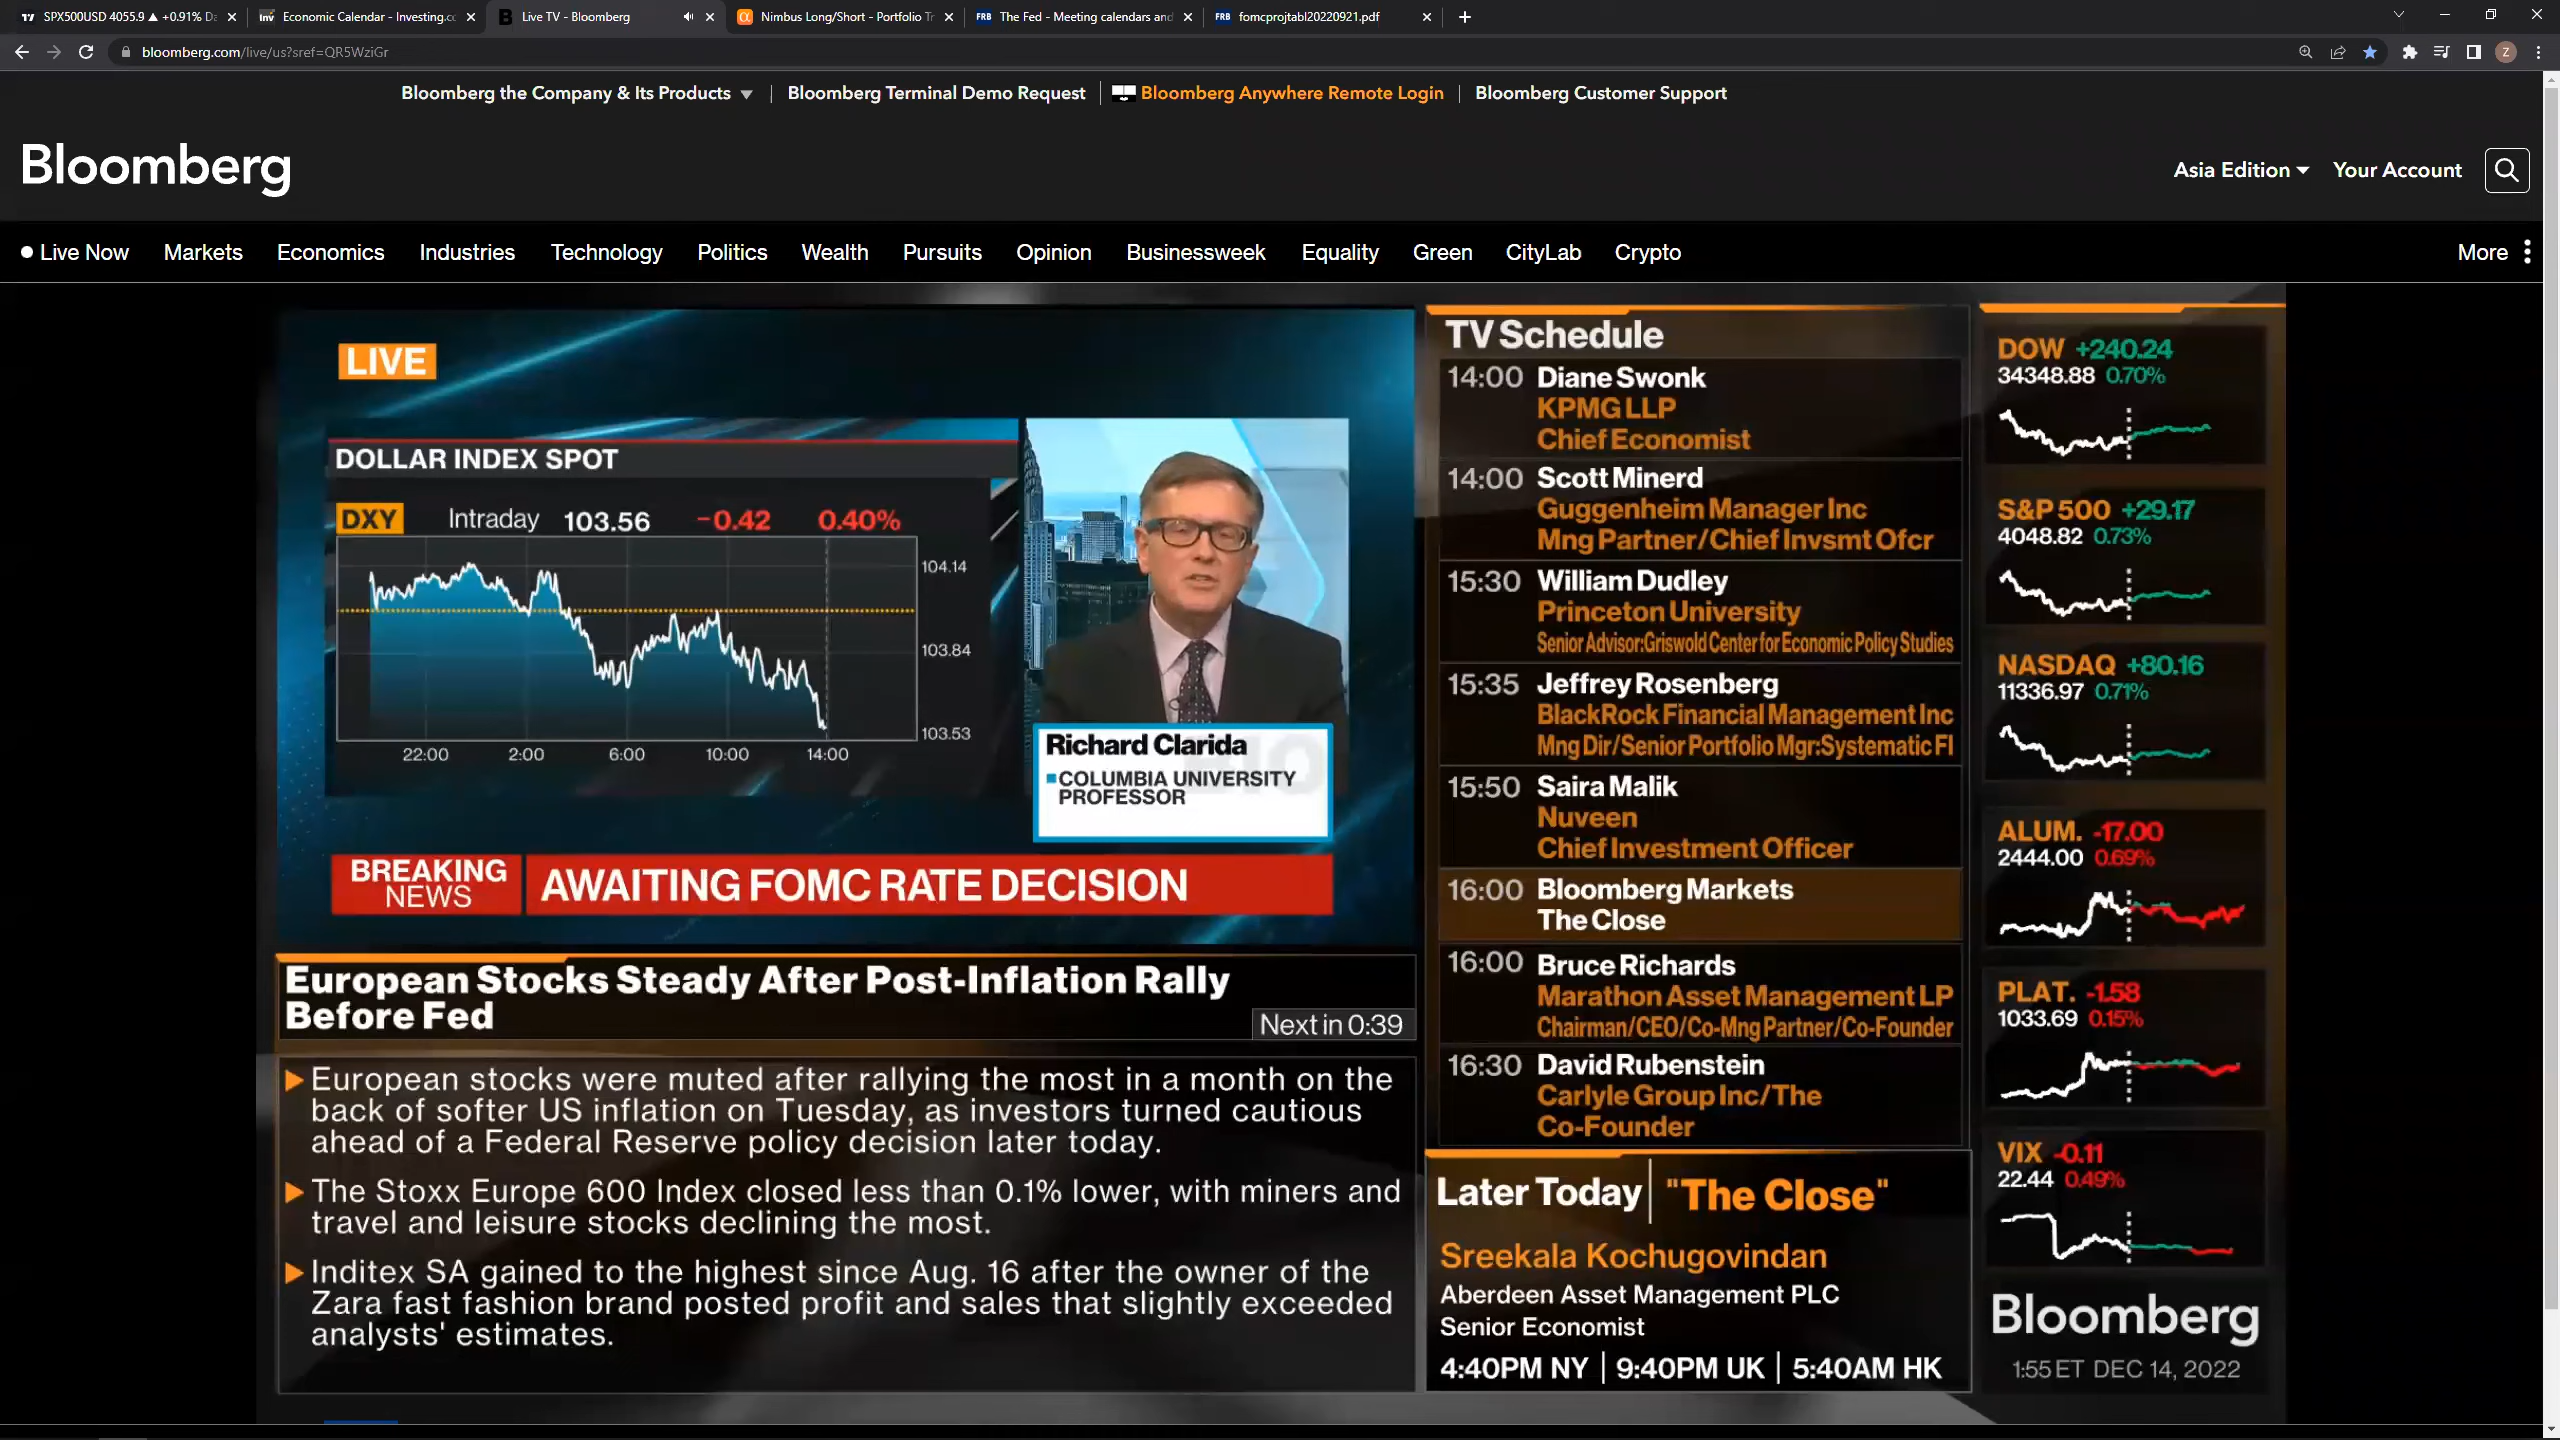 SPX500USD 4055.9 ▲ +0.91% Da
Economic Calendar - Investing.co
Live TV - Bloomberg
Nimbus Long/Short - Portfolio Tr
The Fed - Meeting calendars and
fomcprojtabl20220921.pdf
bloomberg.com/live/us?sref=QR5WziGr
Z
Bloomberg the Company & Its Products
Bloomberg Terminal Demo Request
Bloomberg Anywhere Remote Login
Bloomberg Customer Support
Bloomberg
Asia Edition
Your Account
Live Now Markets Economics Industries Technology Politics Wealth Pursuits Opinion Businessweek Equality Green CityLab Crypto More
LIVE
DOLLAR INDEX SPOT
DXY Intraday 103.56 -0.42 0.40%
104.14
103.84
103.53
22:00 2:00 6:00 10:00 14:00
Richard Clarida
COLUMBIA UNIVERSITY
PROFESSOR
BREAKING
NEWS
AWAITING FOMC RATE DECISION
European Stocks Steady After Post-Inflation Rally
Before Fed
Next in 0:39
European stocks were muted after rallying the most in a month on the
back of softer US inflation on Tuesday, as investors turned cautious
ahead of a Federal Reserve policy decision later today.
The Stoxx Europe 600 Index closed less than 0.1% lower, with miners and
travel and leisure stocks declining the most.
Inditex SA gained to the highest since Aug. 16 after the owner of the
Zara fast fashion brand posted profit and sales that slightly exceeded
analysts' estimates.
TV Schedule
14:00 Diane Swonk
KPMG LLP
Chief Economist
14:00 Scott Minerd
Guggenheim Manager Inc
Mng Partner/Chief Invsmt Ofcr
15:30 William Dudley
Princeton University
Senior Advisor:Griswold Center for Economic Policy Studies
15:35 Jeffrey Rosenberg
BlackRock Financial Management Inc
Mng Dir/Senior Portfolio Mgr:Systematic FI
15:50 Saira Malik
Nuveen
Chief Investment Officer
16:00 Bloomberg Markets
The Close
16:00 Bruce Richards
Marathon Asset Management LP
Chairman/CEO/Co-Mng Partner/Co-Founder
16:30 David Rubenstein
Carlyle Group Inc/The
Co-Founder
Later Today "The Close"
Sreekala Kochugovindan
Aberdeen Asset Management PLC
Senior Economist
4:40PM NY | 9:40PM UK | 5:40AM HK
DOW +240.24
34348.88 0.70%
S&P 500 +29.17
4048.82 0.73%
NASDAQ +80.16
11336.97 0.71%
ALUM. -17.00
2444.00 0.69%
PLAT. -1.58
1033.69 0.15%
VIX -0.11
22.44 0.49%
Bloomberg
1:55 ET DEC 14, 2022